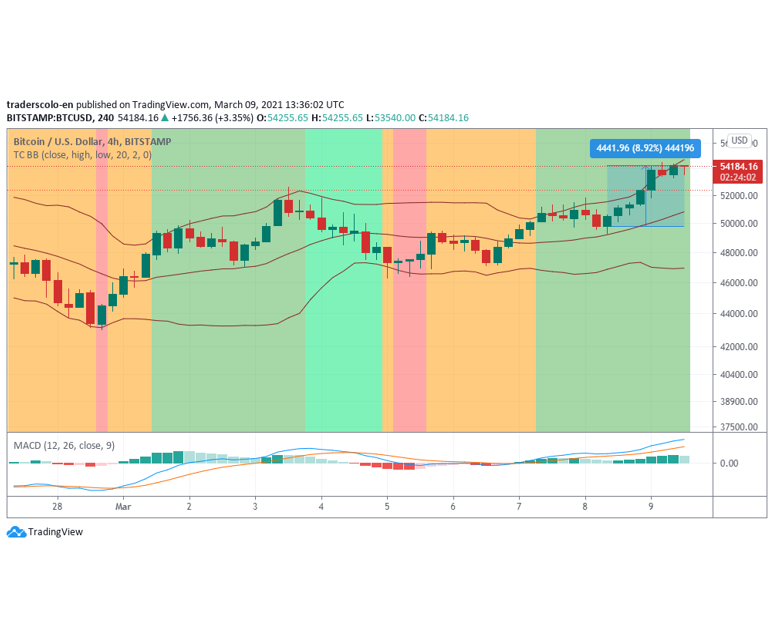 traderscolo-en published on TradingView.com, March 09, 2021 13:36:02 UTC
BITSTAMP:BTCUSD, 240 54184.16 ▲ +1756.36 (+3.35%) O:54255.65 H:54255.65 L:53540.00 C:54184.16
Bitcoin / U.S. Dollar, 4h, BITSTAMP
TC BB (close, high, low, 20, 2, 0)
4441.96 (8.92%) 444196
USD
54184.16
02:24:02
52000.00
50000.00
48000.00
46000.00
44000.00
42000.00
40400.00
38900.00
37500.00
MACD (12, 26, close, 9)
0.00
28 Mar 2 3 4 5 6 7 8 9
TradingView